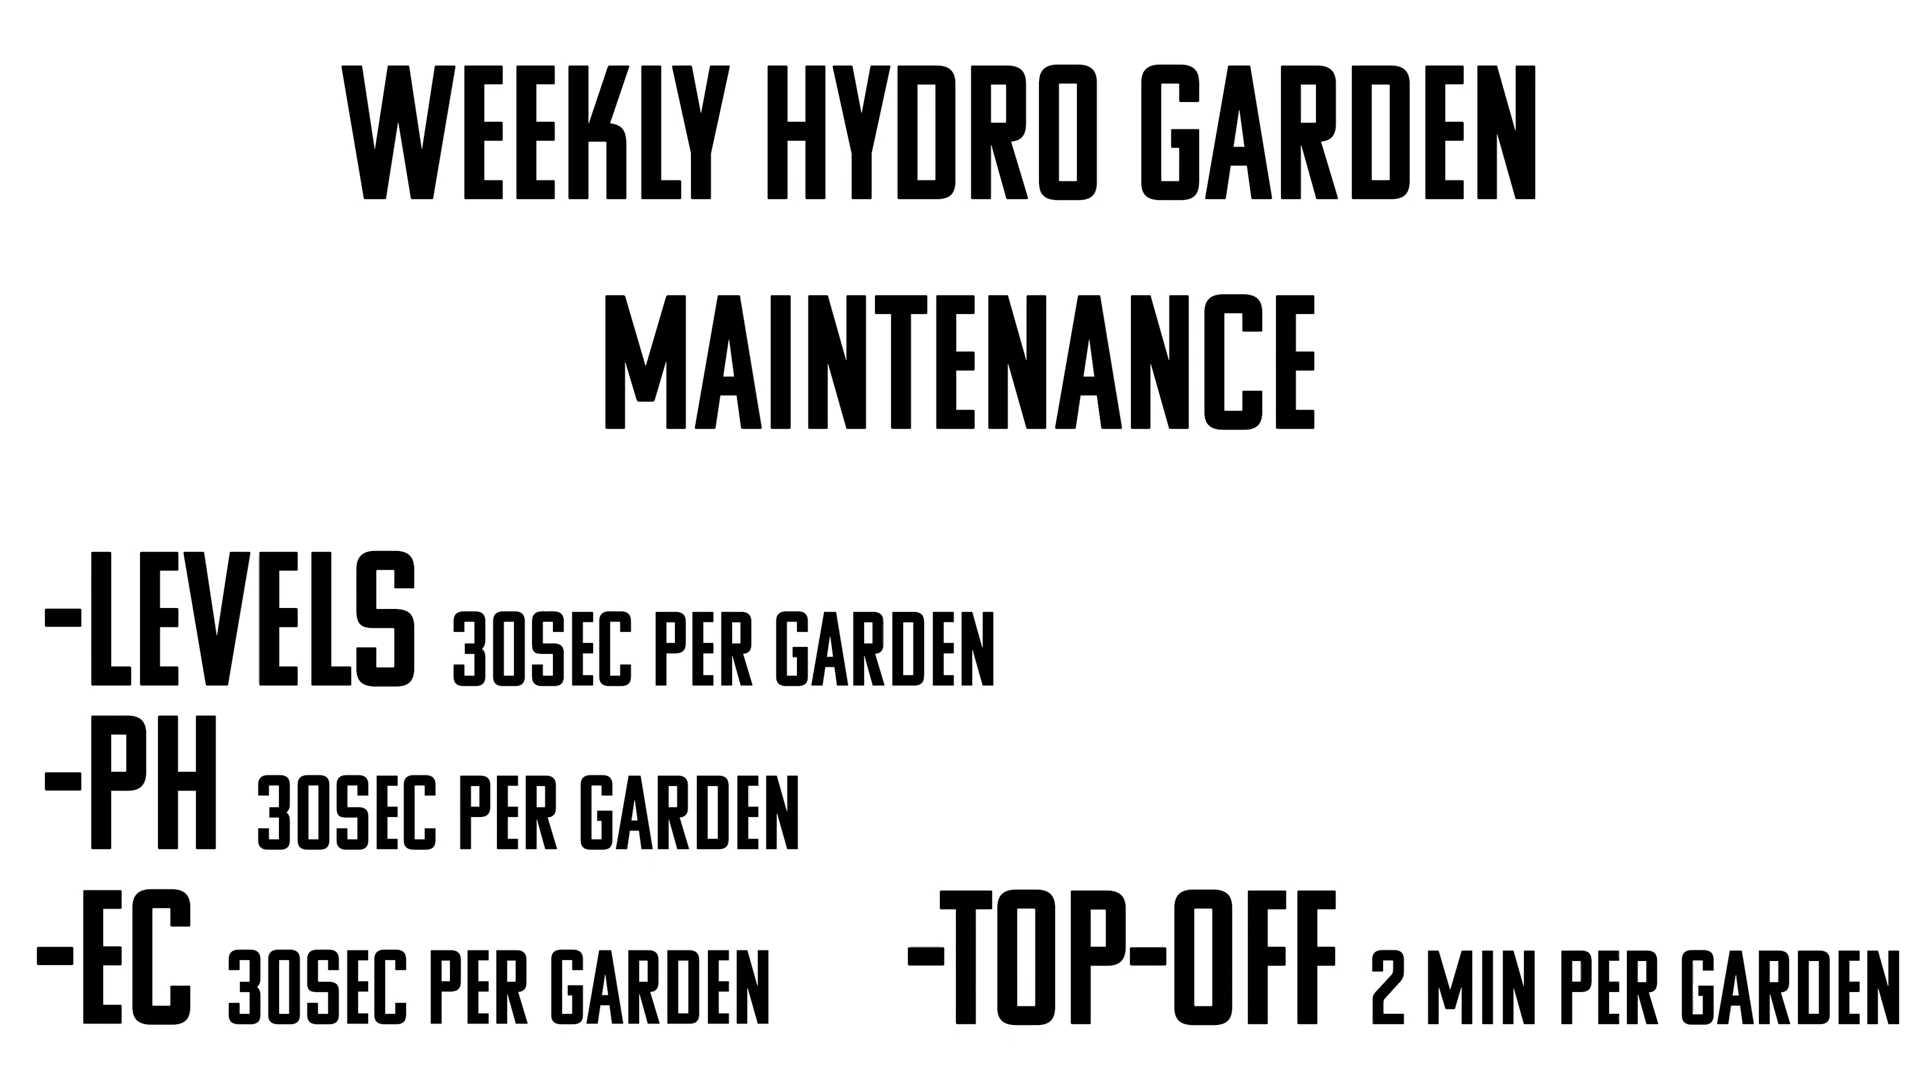 WEEKLY HYDRO GARDEN
MAINTENANCE
-LEVELS 30SEC PER GARDEN
-PH 30SEC PER GARDEN
-EC 30SEC PER GARDEN
-TOP-OFF 2 MIN PER GARDEN